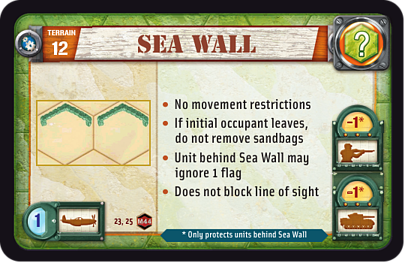 TERRAIN
12
SEA WALL
?
• No movement restrictions
• If initial occupant leaves,
do not remove sandbags
• Unit behind Sea Wall may
ignore 1 flag
• Does not block line of sight
-1*
-1*
1
23, 25 M44
* Only protects units behind Sea Wall